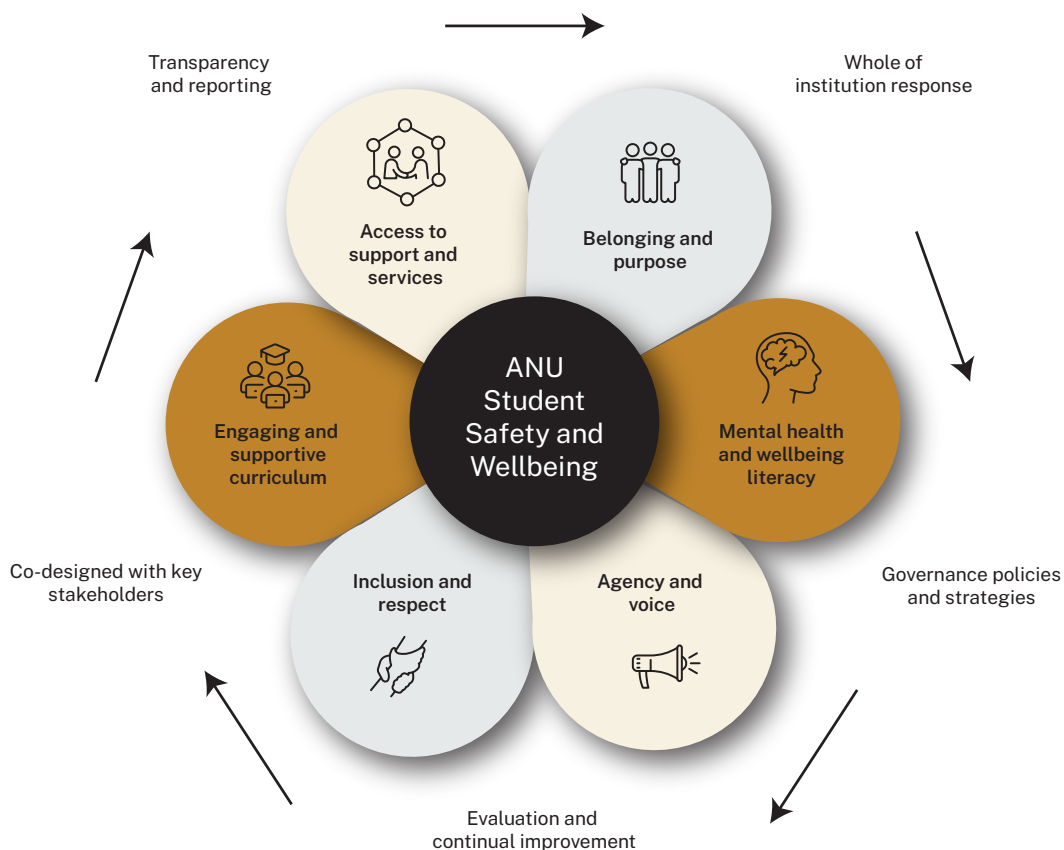 Transparency
and reporting
Whole of
institution response
Access to
support and
services
Belonging and
purpose
ANU
Student
Safety and
Wellbeing
Engaging and
supportive
curriculum
Mental health
and wellbeing
literacy
Co-designed with key
stakeholders
Inclusion and
respect
Agency and
voice
Governance policies
and strategies
Evaluation and
continual improvement